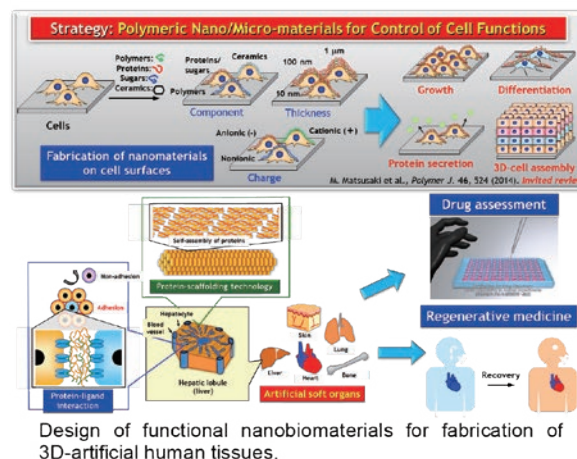 Strategy: Polymeric Nano/Micro-materials for Control of Cell Functions
Polymers:
Proteins:
Sugars:
Ceramics:
Cells
Proteins/
sugars
Ceramics
Polymers
Component
1 μm
100 nm
10 nm
Thickness
Anionic (-)
Cationic (+)
Nonionic
Charge
Fabrication of nanomaterials
on cell surfaces
Growth
Differentiation
Protein secretion
3D-cell assembly
M. Matsusaki et al., Polymer J. 46, 524 (2014). Invited review
Self-assembly of proteins
Protein-scaffolding technology
Non-adhesion
Adhesion
Protein-ligand
interaction
Hepatocyte
Blood
vessel
Hepatic lobule
(liver)
Skin
Lung
Liver
Heart
Bone
Artificial soft organs
Drug assessment
Regenerative medicine
Recovery
Design of functional nanobiomaterials for fabrication of
3D-artificial human tissues.